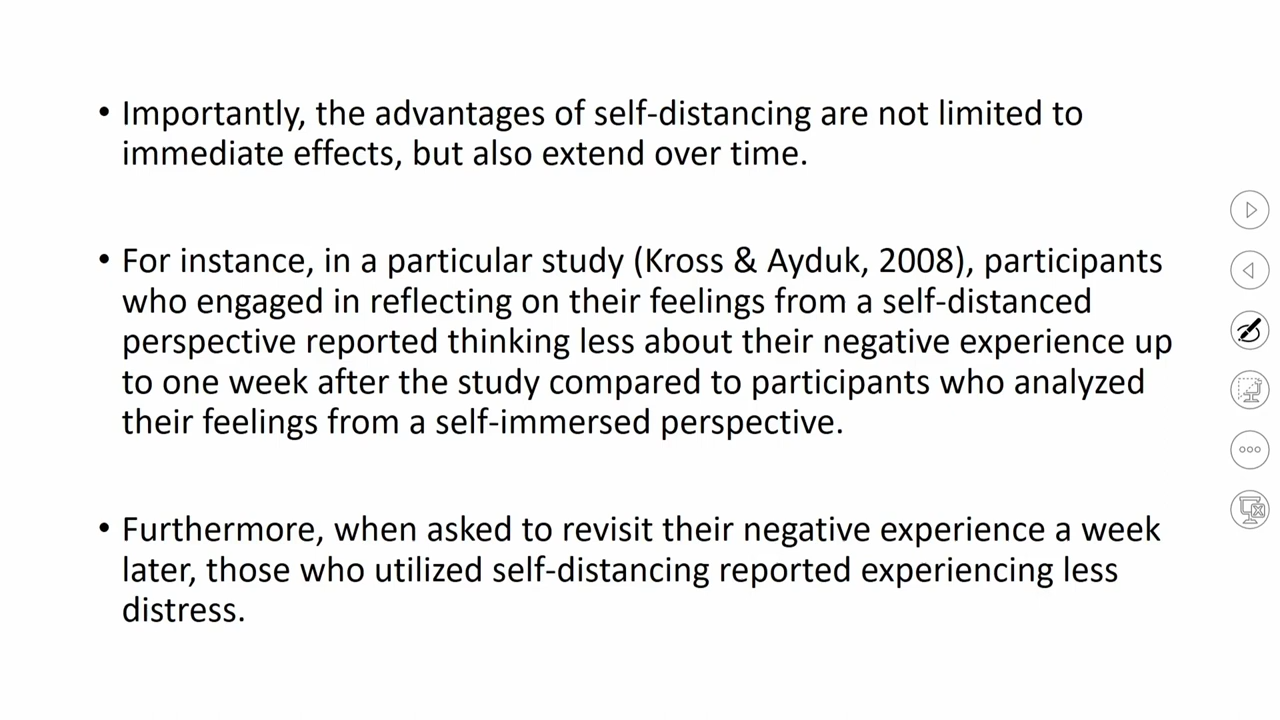 • Importantly, the advantages of self-distancing are not limited to
immediate effects, but also extend over time.
• For instance, in a particular study (Kross & Ayduk, 2008), participants
who engaged in reflecting on their feelings from a self-distanced
perspective reported thinking less about their negative experience up
to one week after the study compared to participants who analyzed
their feelings from a self-immersed perspective.
• Furthermore, when asked to revisit their negative experience a week
later, those who utilized self-distancing reported experiencing less
distress.